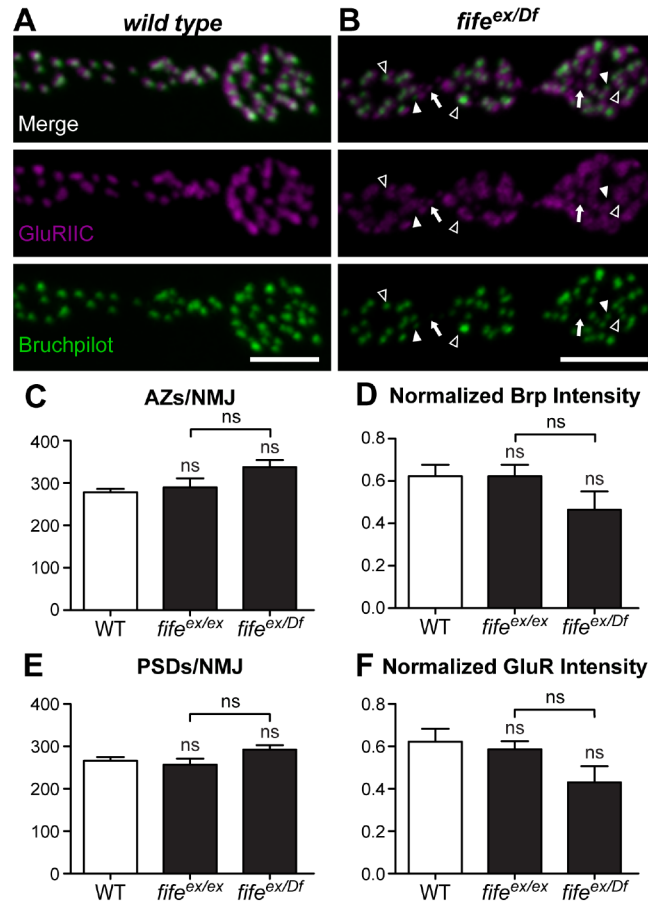 A wild type
B fife^ex/Df
Merge
GluRIIC
Bruchpilot
C AZs/NMJ
ns
ns
ns
400
300
200
100
0
WT fife^ex/ex fife^ex/Df
D Normalized Brp Intensity
ns
ns
ns
0.8
0.6
0.4
0.2
0.0
WT fife^ex/ex fife^ex/Df
E PSDs/NMJ
ns
ns
ns
400
300
200
100
0
WT fife^ex/ex fife^ex/Df
F Normalized GluR Intensity
ns
ns
ns
0.8
0.6
0.4
0.2
0.0
WT fife^ex/ex fife^ex/Df